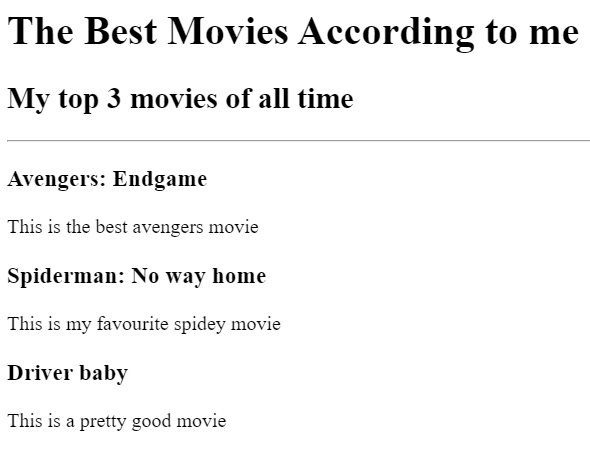 The Best Movies According to me
My top 3 movies of all time
Avengers: Endgame
This is the best avengers movie
Spiderman: No way home
This is my favourite spidey movie
Driver baby
This is a pretty good movie